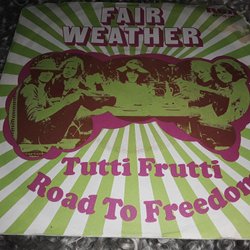 FAIR
WEATHER
Tutti Frutti
Road To Freedom